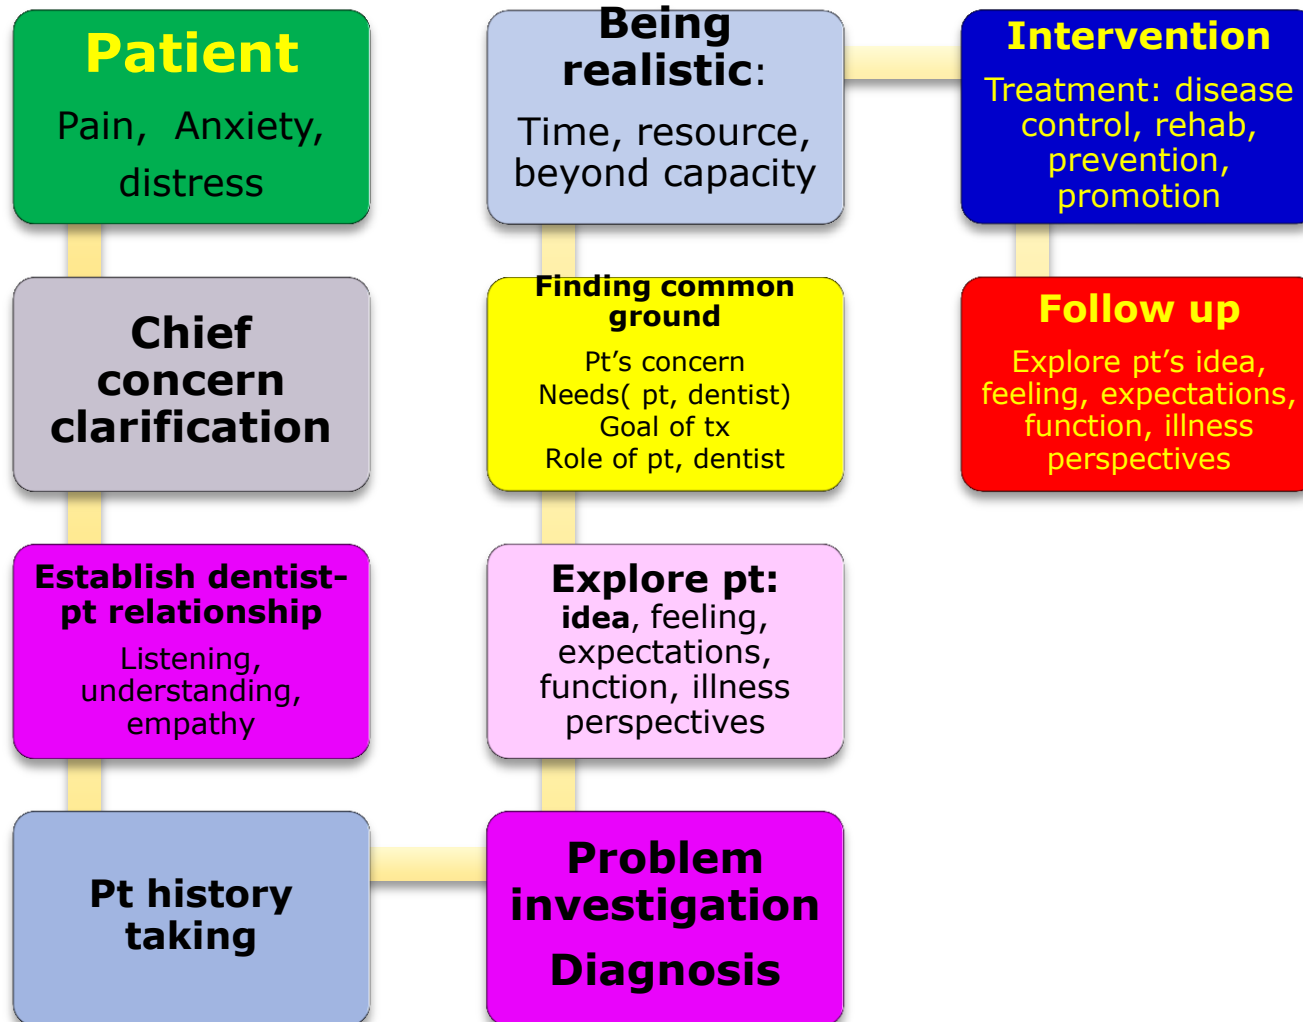 Patient
Pain, Anxiety,
distress
Chief
concern
clarification
Establish dentist-
pt relationship
Listening,
understanding,
empathy
Pt history
taking
Problem
investigation
Diagnosis
Explore pt:
idea, feeling,
expectations,
function, illness
perspectives
Finding common
ground
Pt's concern
Needs( pt, dentist)
Goal of tx
Role of pt, dentist
Being
realistic:
Time, resource,
beyond capacity
Intervention
Treatment: disease
control, rehab,
prevention,
promotion
Follow up
Explore pt's idea,
feeling, expectations,
function, illness
perspectives